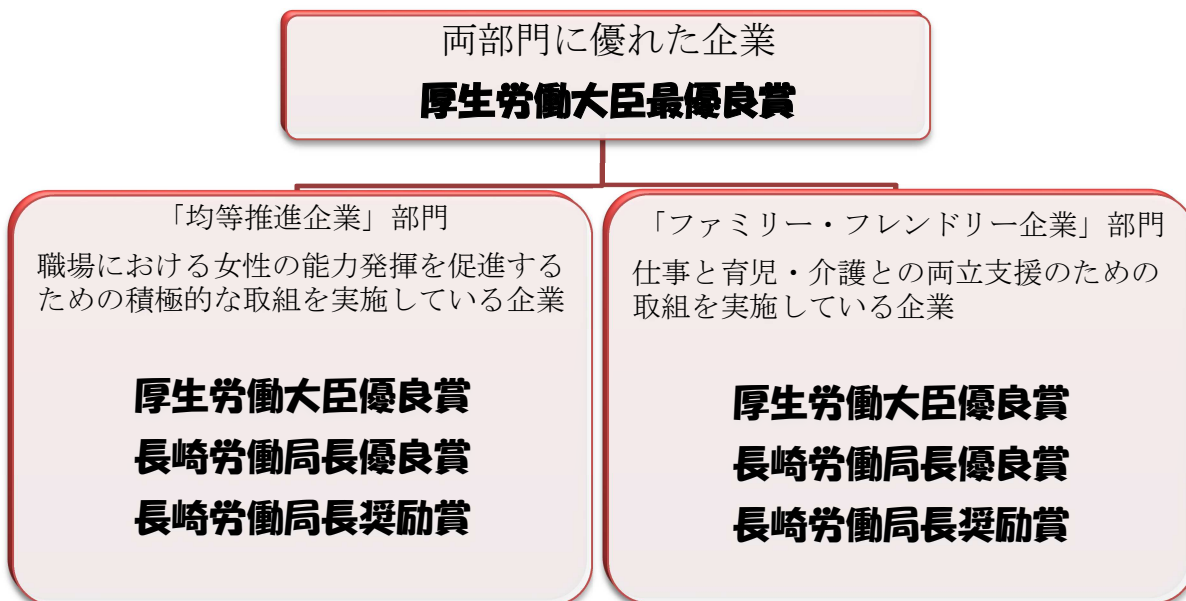 両部門に優れた企業
厚生労働大臣最優良賞
「均等推進企業」部門
職場における女性の能力発揮を促進する
ための積極的な取組を実施している企業
厚生労働大臣優良賞
長崎労働局長優良賞
長崎労働局長奨励賞
「ファミリー・フレンドリー企業」部門
仕事と育児・介護との両立支援のための
取組を実施している企業
厚生労働大臣優良賞
長崎労働局長優良賞
長崎労働局長奨励賞